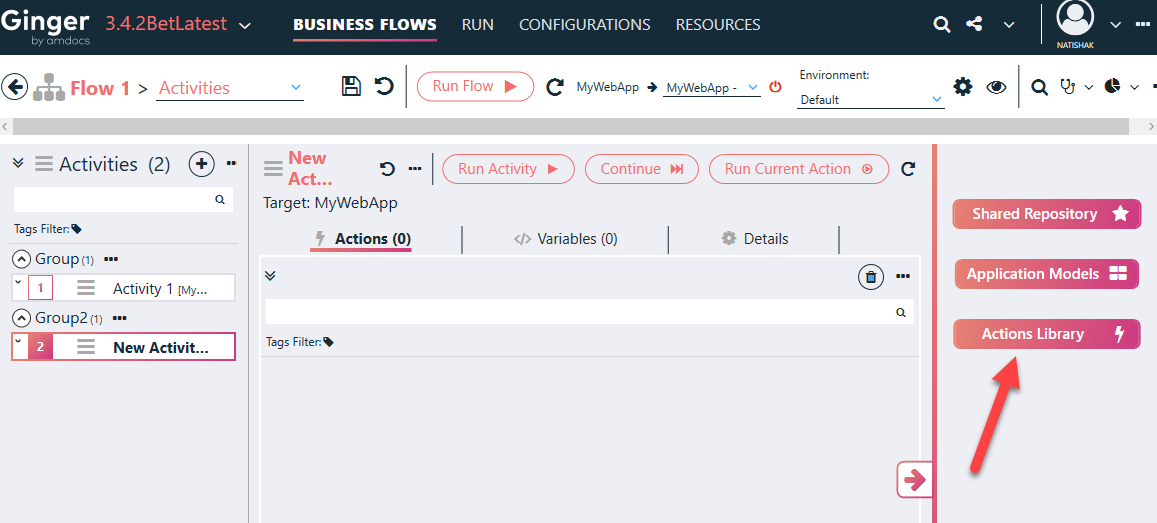 Ginger
by amdocs
3.4.2BetLatest
BUSINESS FLOWS
RUN
CONFIGURATIONS
RESOURCES
NATISHAK
Flow 1 > Activities
Run Flow
MyWebApp
MyWebApp -
Environment:
Default
Activities (2)
Tags Filter:
Group (1)
1 Activity 1 [My...
Group2 (1)
2 New Activit...
New
Act...
Run Activity
Continue
Run Current Action
Target: MyWebApp
Actions (0)
Variables (0)
Details
Tags Filter:
Shared Repository
Application Models
Actions Library